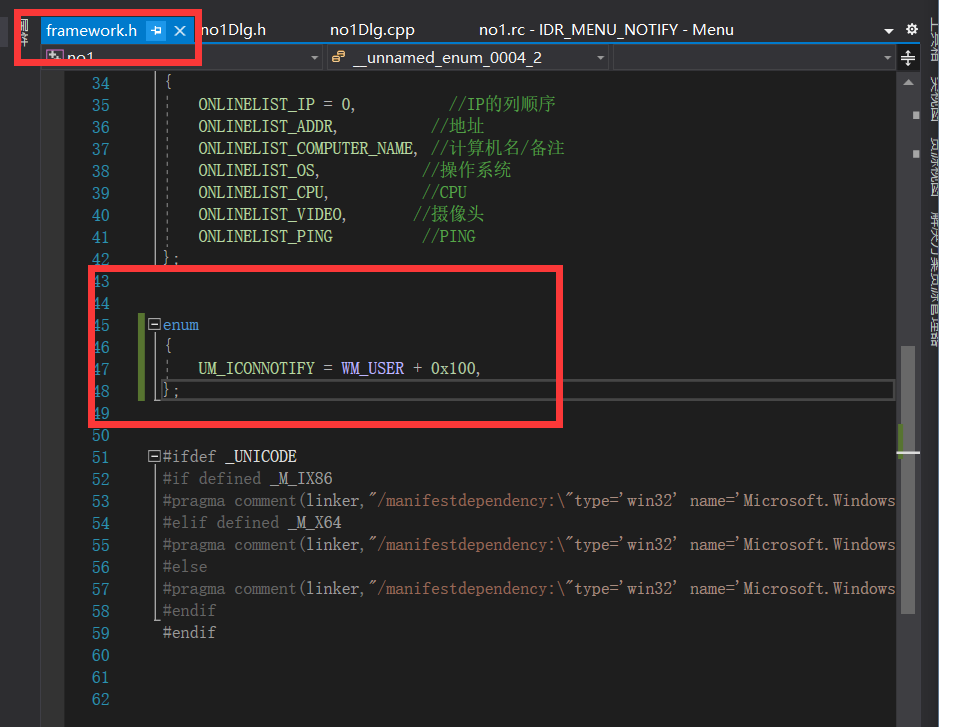 framework.h
no1Dlg.h
no1Dlg.cpp
no1.rc - IDR_MENU_NOTIFY - Menu
no1
__unnamed_enum_0004_2
34 {
35 ONLINELIST_IP = 0, //IP的列顺序
36 ONLINELIST_ADDR, //地址
37 ONLINELIST_COMPUTER_NAME, //计算机名/备注
38 ONLINELIST_OS, //操作系统
39 ONLINELIST_CPU, //CPU
40 ONLINELIST_VIDEO, //摄像头
41 ONLINELIST_PING //PING
42 };
43
44
45 enum
46 {
47 UM_ICONNOTIFY = WM_USER + 0x100,
48 };
49
50
51 #ifdef _UNICODE
52 #if defined _M_IX86
53 #pragma comment(linker,"/manifestdependency:\"type='win32' name='Microsoft.Windows
54 #elif defined _M_X64
55 #pragma comment(linker,"/manifestdependency:\"type='win32' name='Microsoft.Windows
56 #else
57 #pragma comment(linker,"/manifestdependency:\"type='win32' name='Microsoft.Windows
58 #endif
59 #endif
60
61
62